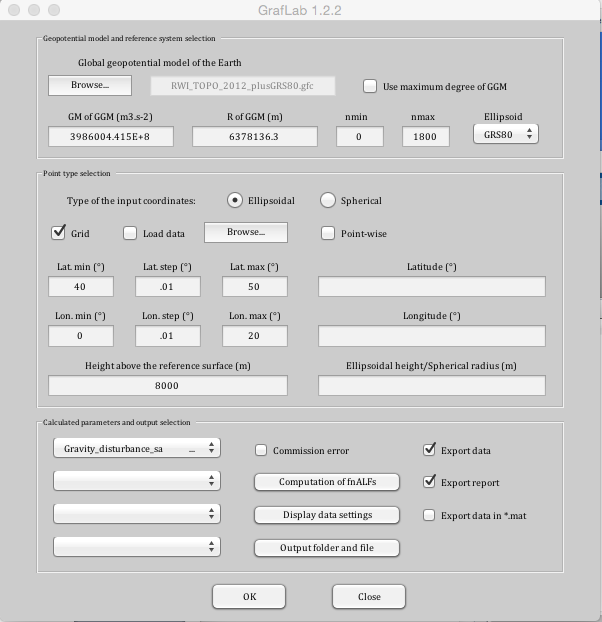 GrafLab 1.2.2
Geopotential model and reference system selection
Global geopotential model of the Earth
Browse... RWI_TOPO_2012_plusGRS80.gfc Use maximum degree of GGM
GM of GGM (m3.s-2) R of GGM (m) nmin nmax Ellipsoid
3986004.415E+8 6378136.3 0 1800 GRS80
Point type selection
Type of the input coordinates: Ellipsoidal Spherical
Grid Load data Browse... Point-wise
Lat. min (°) Lat. step (°) Lat. max (°) Latitude (°)
40 .01 50
Lon. min (°) Lon. step (°) Lon. max (°) Longitude (°)
0 .01 20
Height above the reference surface (m) Ellipsoidal height/Spherical radius (m)
8000
Calculated parameters and output selection
Gravity_disturbance_sa ... Commission error Export data
Computation of fnALFs Export report
Display data settings Export data in *.mat
Output folder and file
OK Close